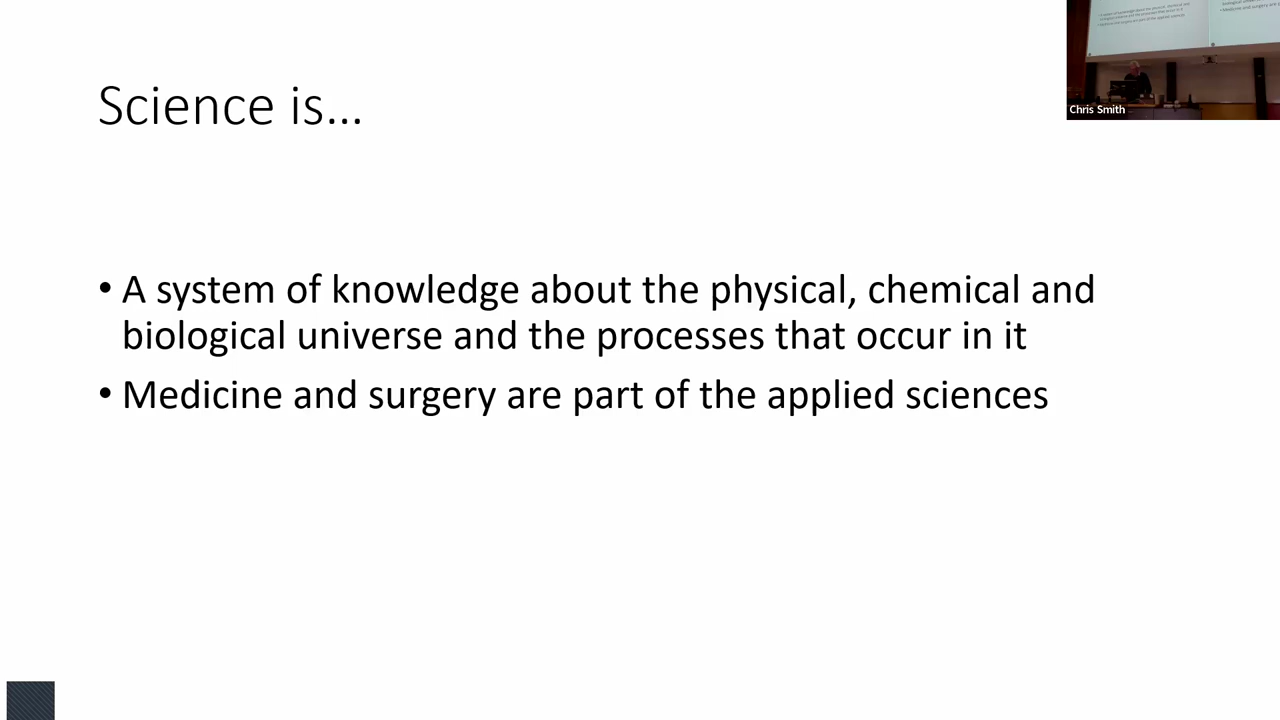 Science is...
• A system of knowledge about the physical, chemical and
biological universe and the processes that occur in it
• Medicine and surgery are part of the applied sciences
Chris Smith